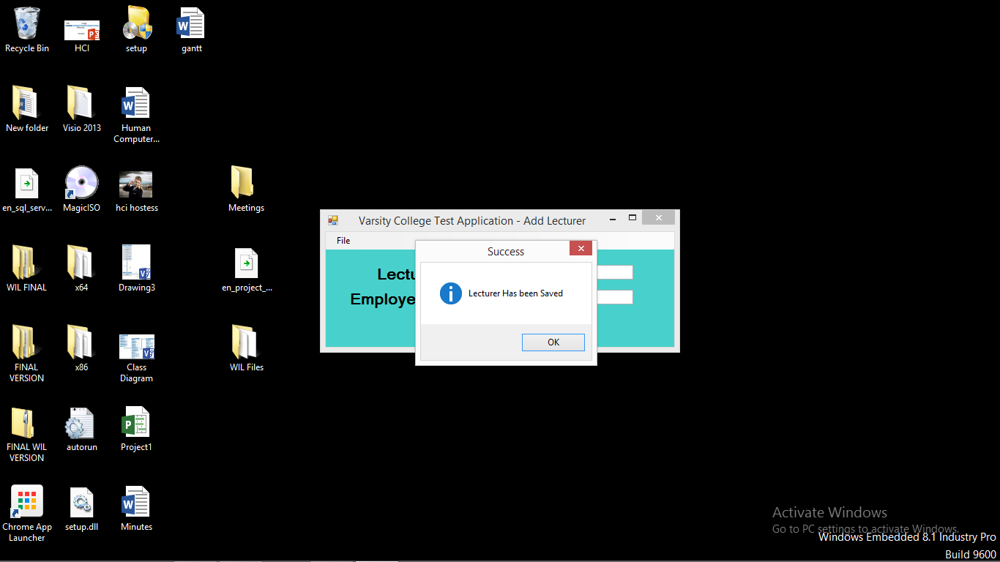 Recycle Bin
HCI
setup
gantt
New folder
Visio 2013
Human
Computer...
en_sql_serv...
MagicISO
hci hostess
Meetings
WIL FINAL
x64
Drawing3
en_project_...
FINAL
VERSION
x86
Class
Diagram
WIL Files
FINAL WIL
VERSION
autorun
Project1
Chrome App
Launcher
setup.dll
Minutes
Varsity College Test Application - Add Lecturer
File
Lectu
Employe
Success
Lecturer Has been Saved
OK
Activate Windows
Go to PC settings to activate Windows.
Windows Embedded 8.1 Industry Pro
Build 9600